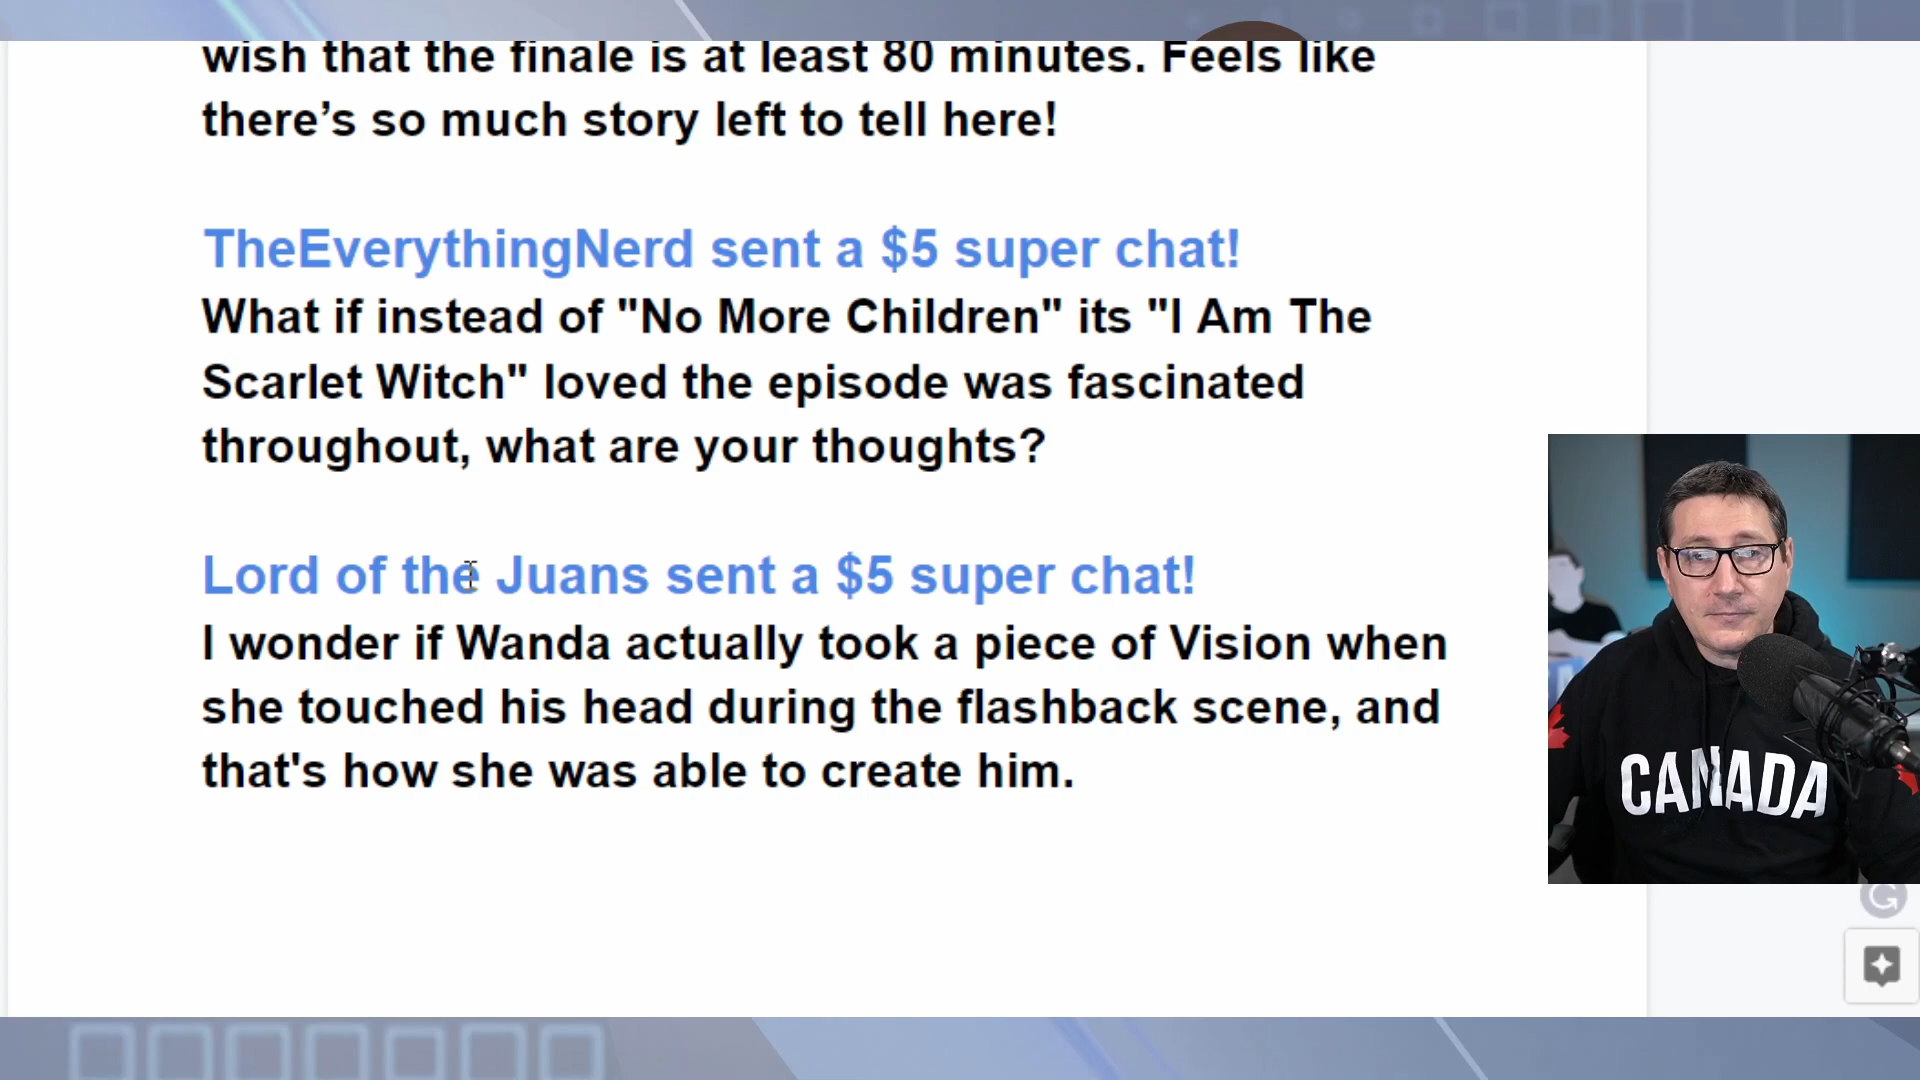 wish that the finale is at least 80 minutes. Feels like
there’s so much story left to tell here!
TheEverythingNerd sent a $5 super chat!
What if instead of "No More Children" its "I Am The
Scarlet Witch" loved the episode was fascinated
throughout, what are your thoughts?
Lord of the Juans sent a $5 super chat!
I wonder if Wanda actually took a piece of Vision when
she touched his head during the flashback scene, and
that's how she was able to create him.
CANADA